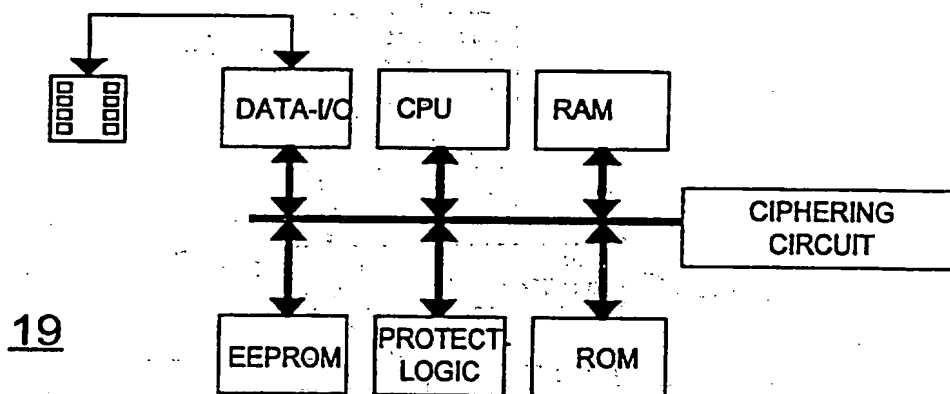 DATA-I/O
CPU
RAM
CIPHERING
CIRCUIT
19
EEPROM
PROTECT-
LOGIC
ROM